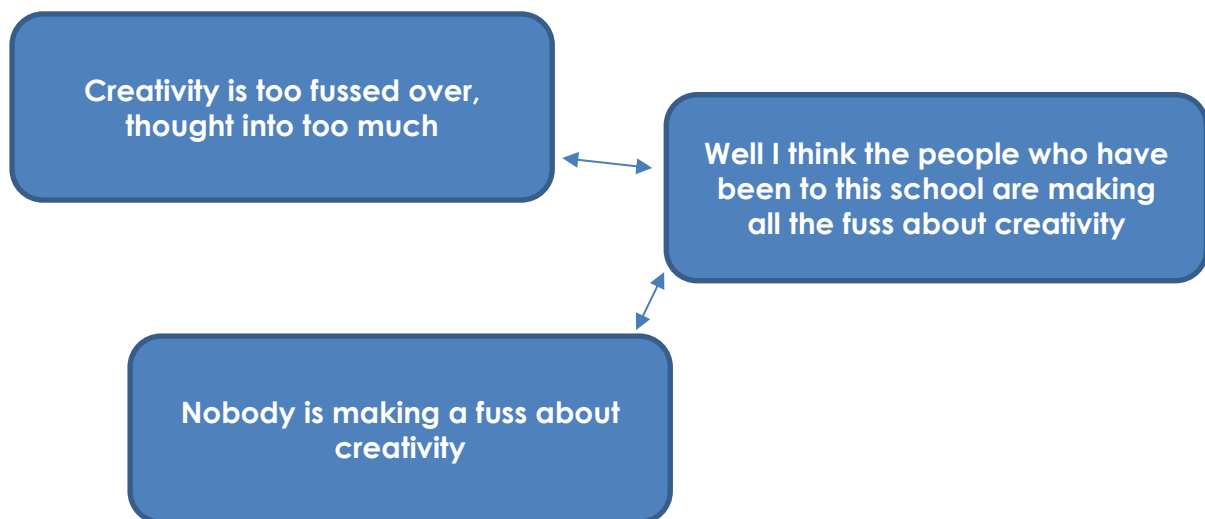 Creativity is too fussed over,
thought into too much
Well I think the people who have
been to this school are making
all the fuss about creativity
Nobody is making a fuss about
creativity